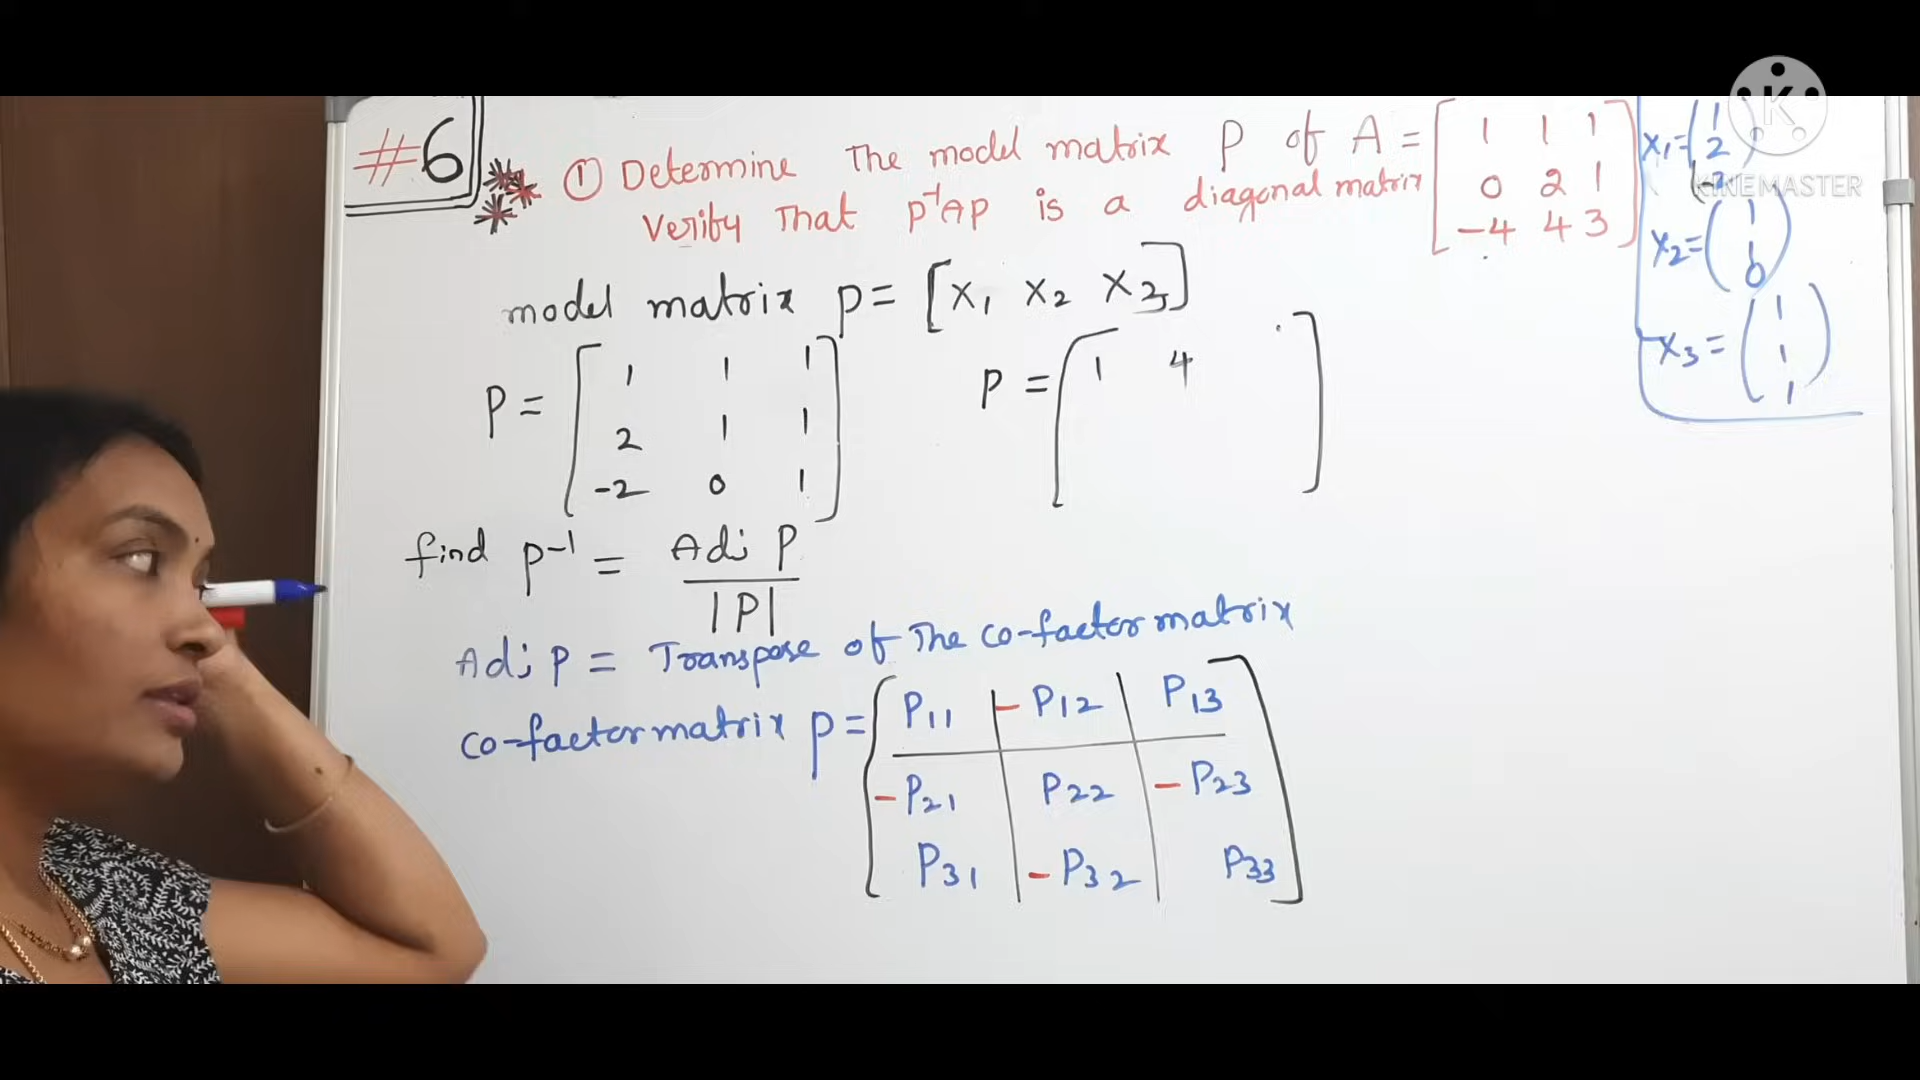 #6
① Determine The model matrix P of A = [ 1 1 1
0 2 1
-4 4 3 ]
Verify That P⁻¹AP is a diagonal matrix
model matrix P = [x₁ x₂ x₃]
P = [ 1 1 1
2 1 1
-2 0 1 ]
P = [ 1 4 ]
find P⁻¹ = Adj P
|P|
Adj P = Transpose of The co-factor matrix
co-factor matrix P = [ P₁₁ -P₁₂ P₁₃
-P₂₁ P₂₂ -P₂₃
P₃₁ -P₃₂ P₃₃ ]
x₁ = ( 1
2
x₂ = ( 1
1
0 )
x₃ = ( 1
1
1 )
K
KINEMASTER